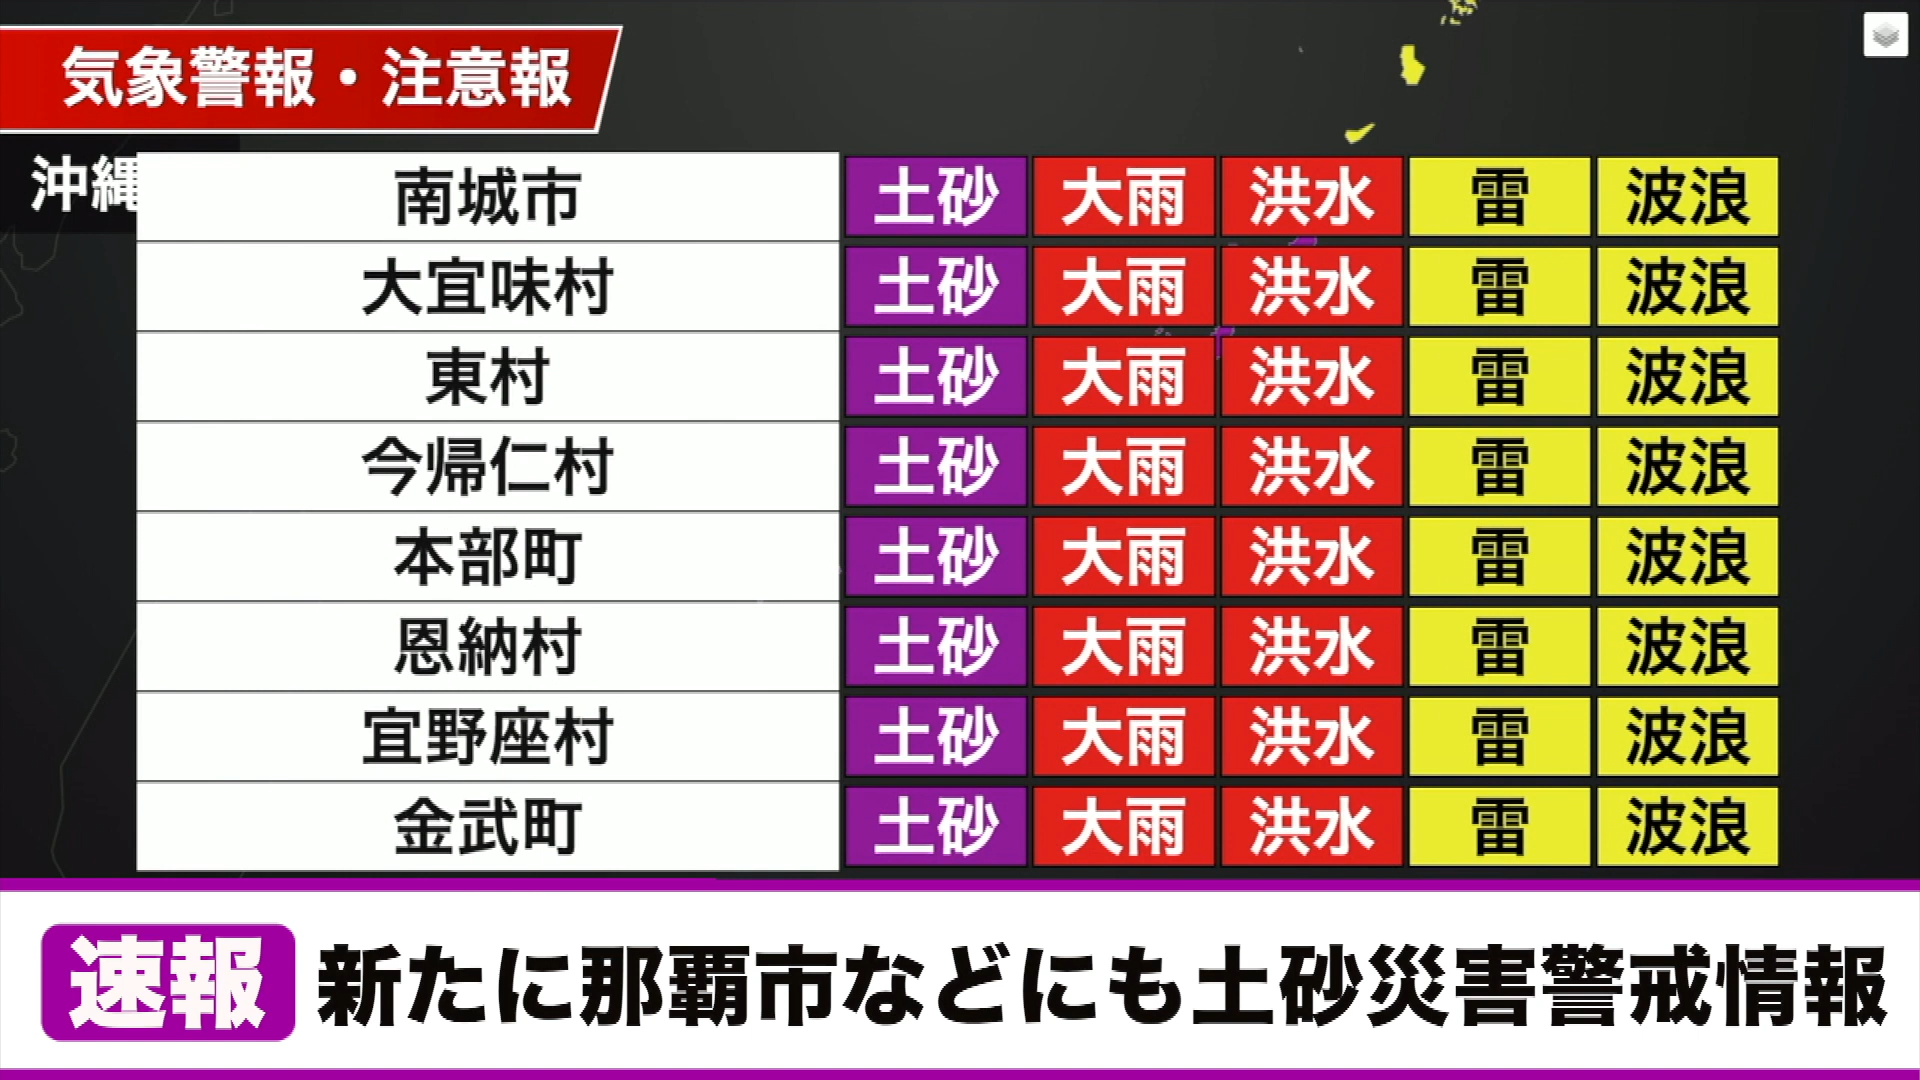 気象警報・注意報
沖縄
南城市 土砂 大雨 洪水 雷 波浪
大宜味村 土砂 大雨 洪水 雷 波浪
東村 土砂 大雨 洪水 雷 波浪
今帰仁村 土砂 大雨 洪水 雷 波浪
本部町 土砂 大雨 洪水 雷 波浪
恩納村 土砂 大雨 洪水 雷 波浪
宜野座村 土砂 大雨 洪水 雷 波浪
金武町 土砂 大雨 洪水 雷 波浪
速報 新たに那覇市などにも土砂災害警戒情報